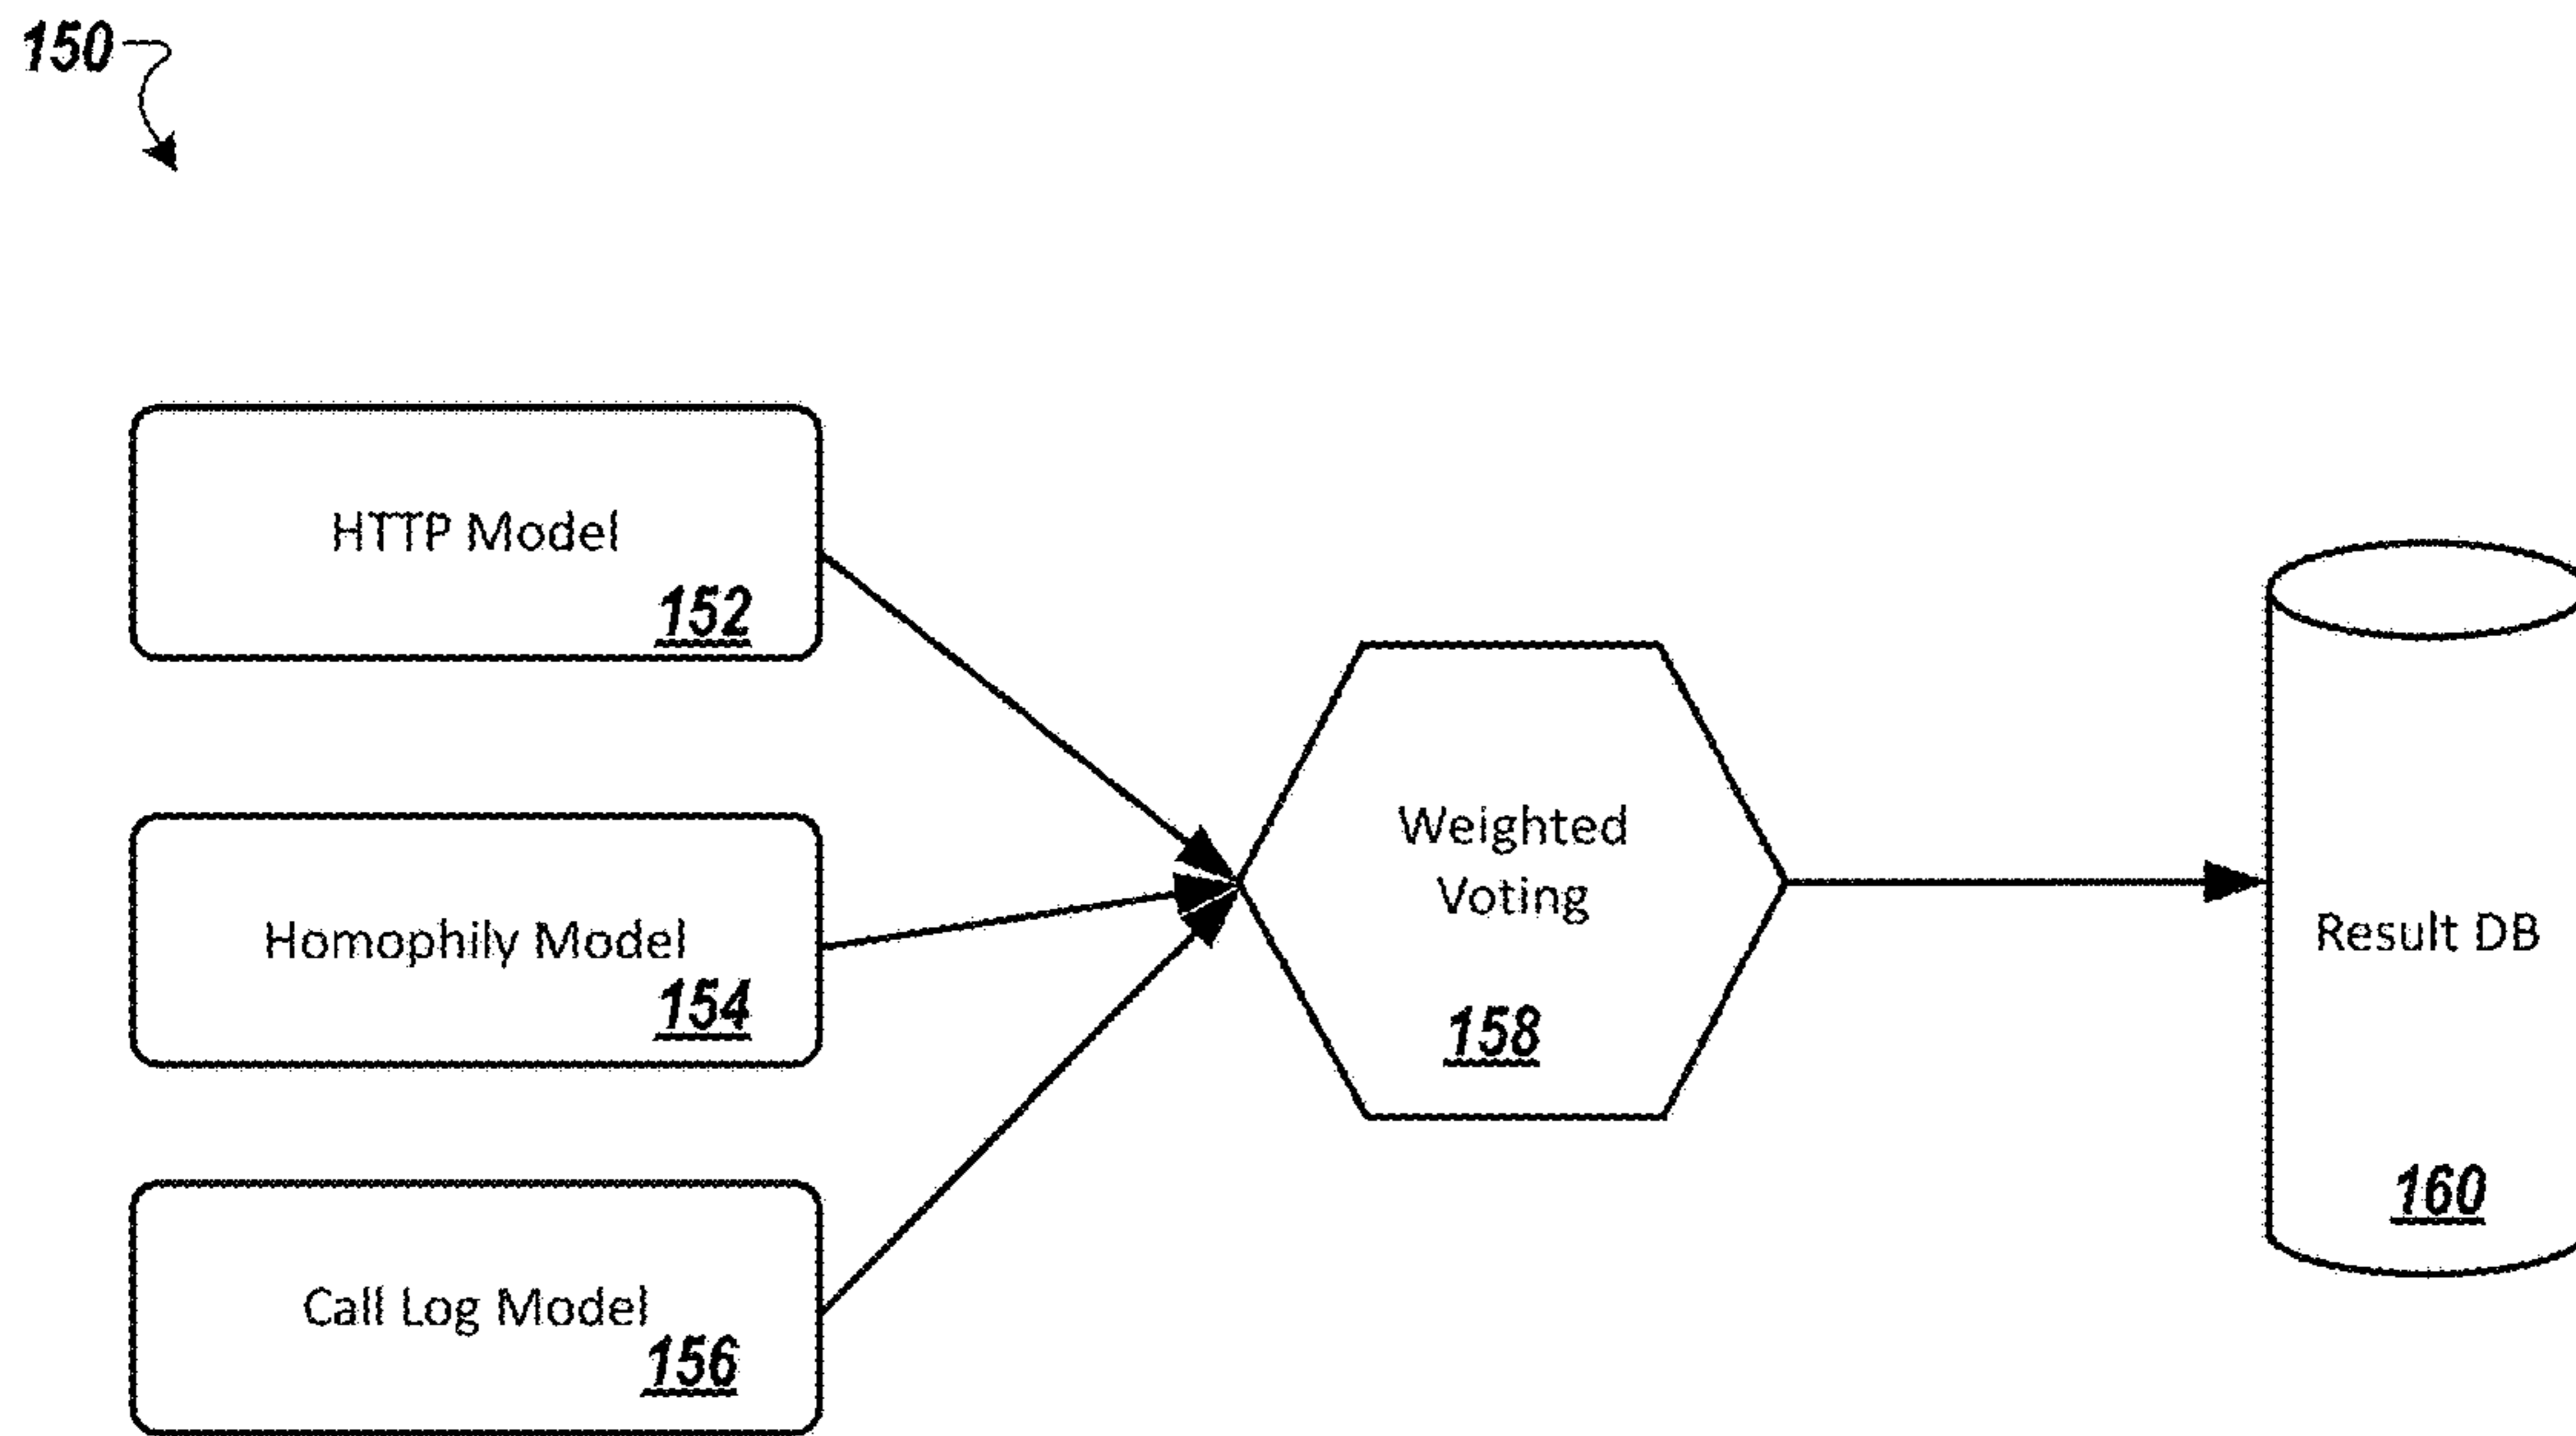 150
HTTP Model
152
Homophily Model
154
Call Log Model
156
Weighted
Voting
158
Result DB
160